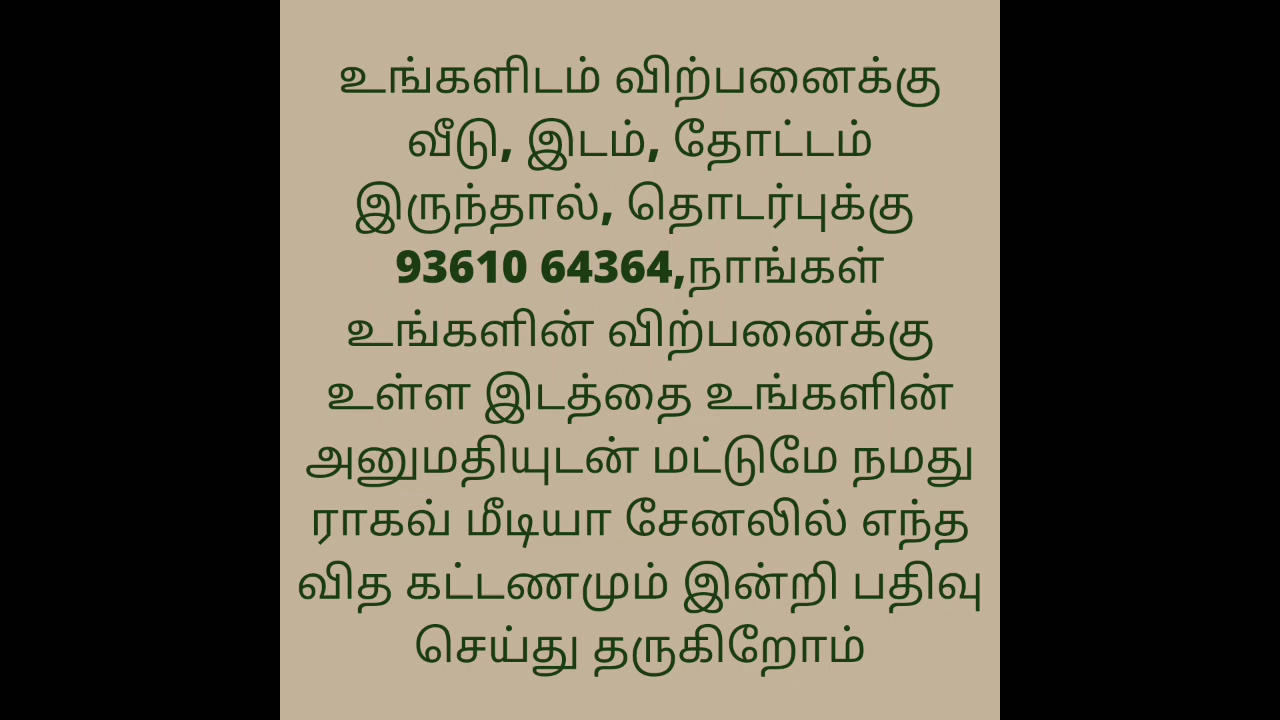 உங்களிடம் விற்பனைக்கு
வீடு, இடம், தோட்டம்
இருந்தால், தொடர்புக்கு
93610 64364,நாங்கள்
உங்களின் விற்பனைக்கு
உள்ள இடத்தை உங்களின்
அனுமதியுடன் மட்டுமே நமது
ராகவ் மீடியா சேனலில் எந்த
வித கட்டணமும் இன்றி பதிவு
செய்து தருகிறோம்